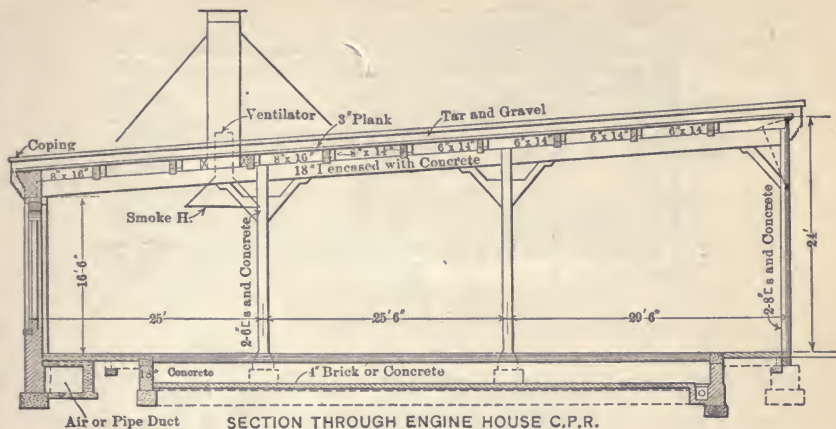 Ventilator
3"Plank
Tar and Gravel
Coping
8"x 16"
8"x 16"
8"x 14"
6"x 14"
6"x 14"
6"x 14"
6"x 14"
18"I encased with Concrete
Smoke H.
16'-6"
2-6"⊏s and Concrete
2-8"⊏s and Concrete
24'
25'
25'6"
29'-6"
Concrete
4" Brick or Concrete
Air or Pipe Duct
SECTION THROUGH ENGINE HOUSE C.P.R.